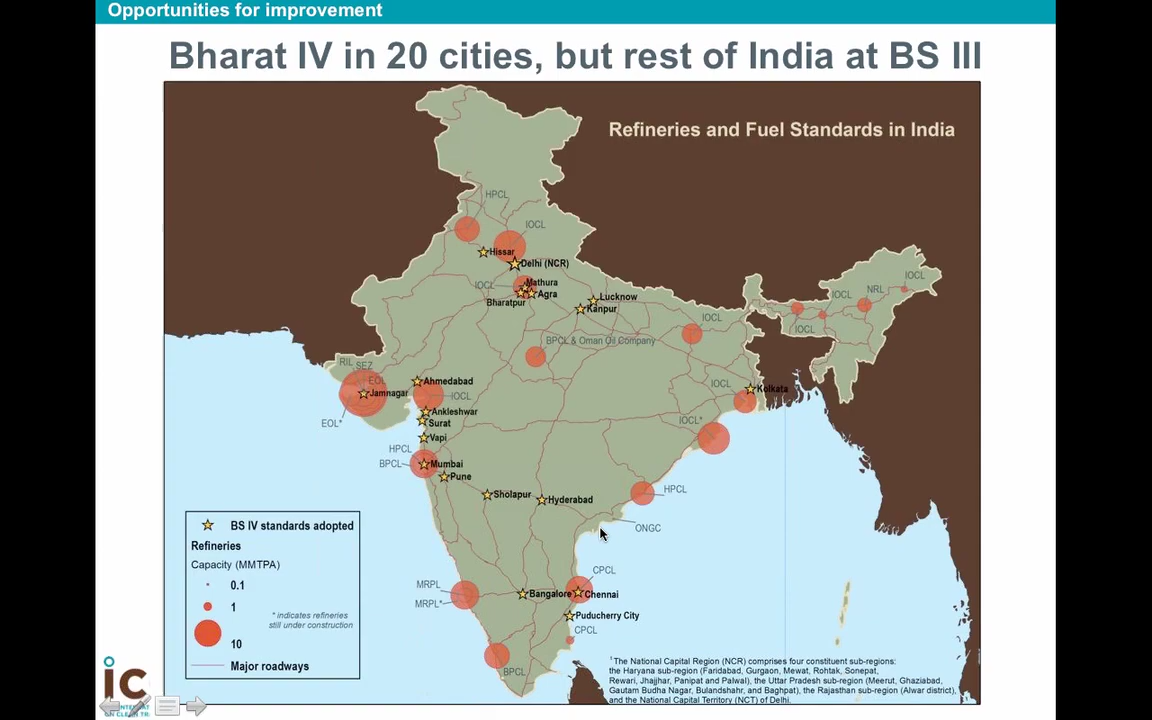 Opportunities for improvement
Bharat IV in 20 cities, but rest of India at BS III
Refineries and Fuel Standards in India
HPCL
IOCL
Hissar
Delhi (NCR)
IOCL
Mathura
Agra
Bharatpur
Lucknow
Kanpur
IOCL
NRL
IOCL
IOCL
IOCL
BPCL & Oman Oil Company
RIL
SEZ
EOL
Jamnagar
EOL*
Ahmedabad
IOCL
Ankleshwar
Surat
Vapi
IOCL
Kolkata
IOCL*
HPCL
BPCL
Mumbai
Pune
Sholapur
Hyderabad
HPCL
ONGC
MRPL
MRPL*
Bangalore
CPCL
Chennai
Puducherry City
CPCL
BPCL
BS IV standards adopted
Refineries
Capacity (MMTPA)
0.1
1
10
* indicates refineries
still under construction
Major roadways
1The National Capital Region (NCR) comprises four constituent sub-regions:
the Haryana sub-region (Faridabad, Gurgaon, Mewat, Rohtak, Sonepat,
Rewari, Jhajjhar, Panipat and Palwal), the Uttar Pradesh sub-region (Meerut, Ghaziabad,
Gautam Budha Nagar, Bulandshahr, and Baghpat), the Rajasthan sub-region (Alwar district),
and the National Capital Territory (NCT) of Delhi.
ic